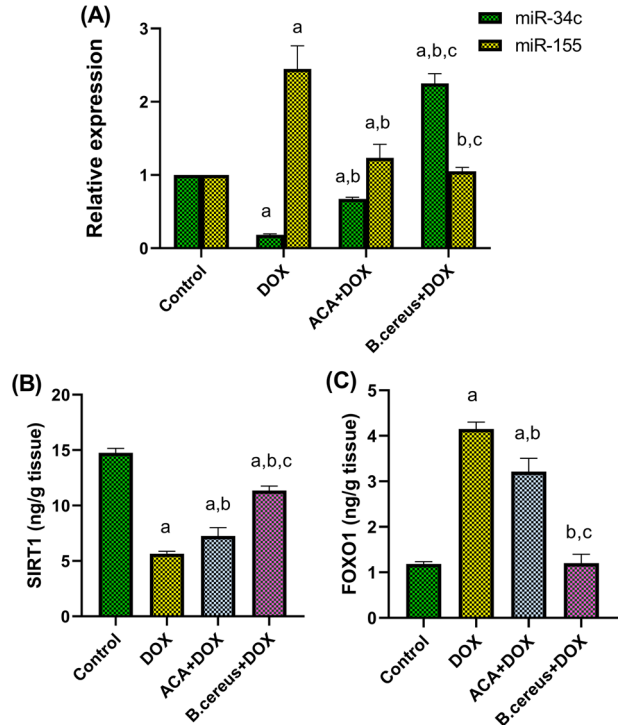 (A)
miR-34c
miR-155
Relative expression
3
2
1
0
a
a
a,b
a,b
a,b,c
b,c
Control
DOX
ACA+DOX
B.cereus+DOX
(B)
SIRT1 (ng/g tissue)
20
15
10
5
0
a
a,b
a,b,c
Control
DOX
ACA+DOX
B.cereus+DOX
(C)
FOXO1 (ng/g tissue)
5
4
3
2
1
0
a
a,b
b,c
Control
DOX
ACA+DOX
B.cereus+DOX